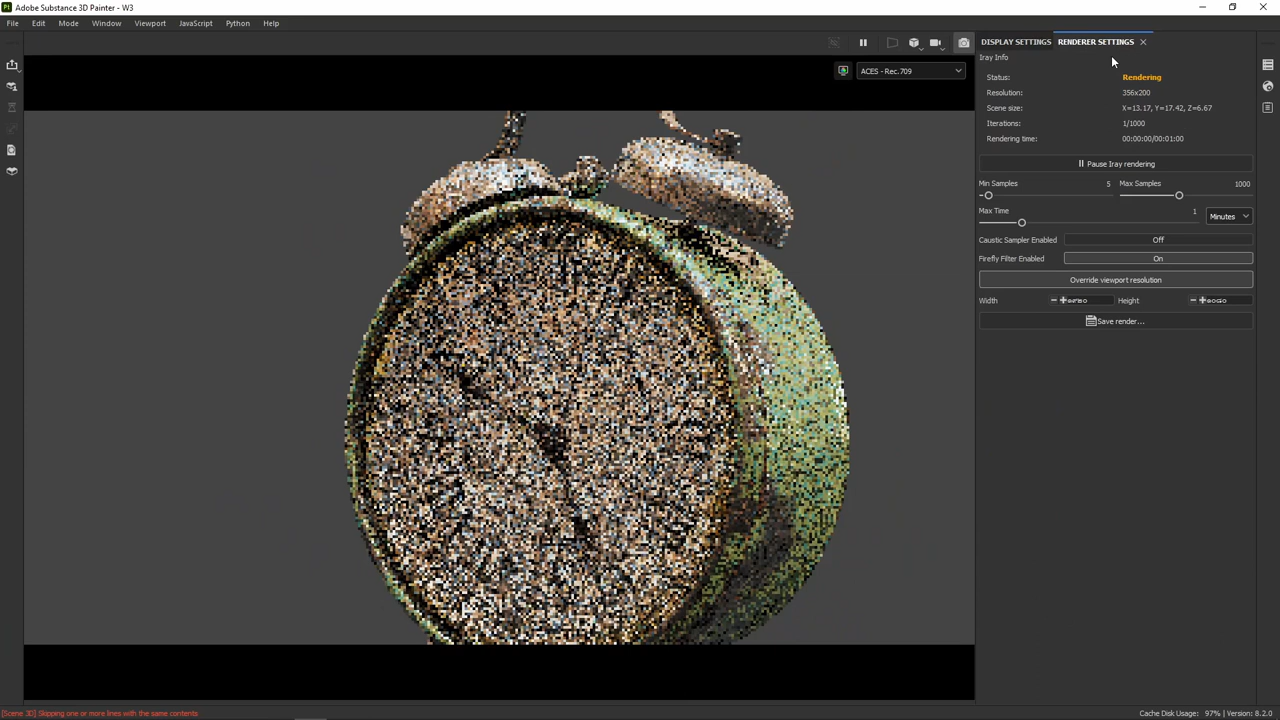 Adobe Substance 3D Painter - W3
File Edit Mode Window Viewport JavaScript Python Help
DISPLAY SETTINGS RENDERER SETTINGS
ACES - Rec.709
Iray Info
Status: Rendering
Resolution: 356x200
Scene size: X=13.17, Y=17.42, Z=6.67
Iterations: 1/1000
Rendering time: 00:00:00/00:01:00
Pause Iray rendering
Min Samples 5 Max Samples 1000
Max Time 1 Minutes
Caustic Sampler Enabled Off
Firefly Filter Enabled On
Override viewport resolution
Width Height
Save render...
[Scene 3D] Skipping one or more lines with the same contents
Cache Disk Usage: 97% | Version: 8.2.0